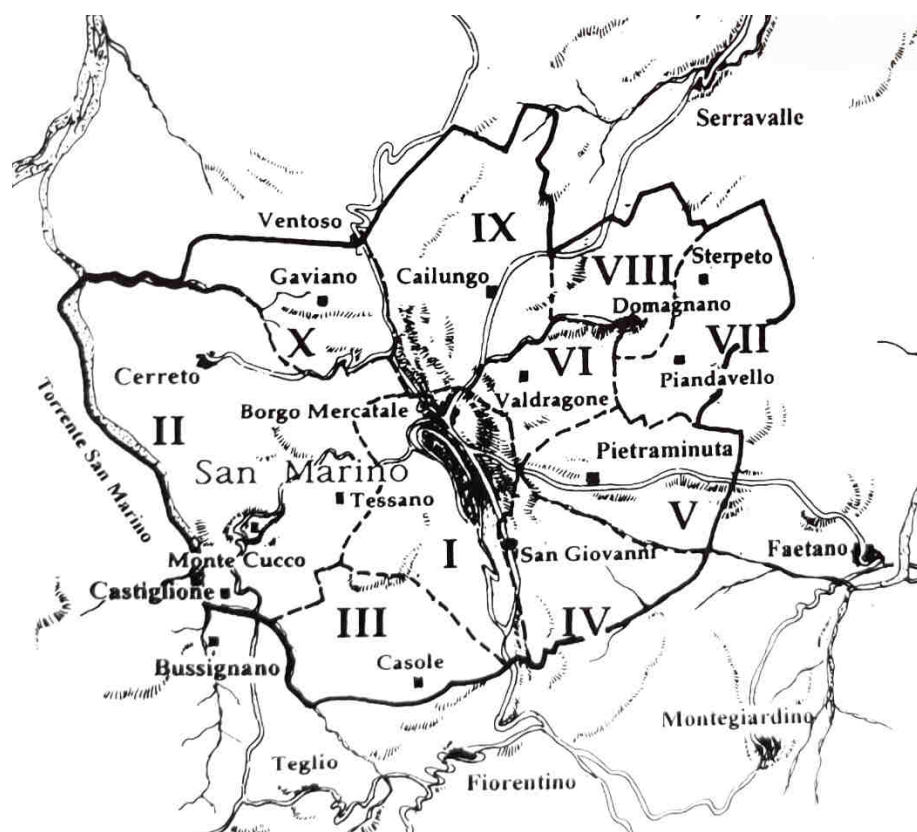 Serravalle
Ventoso
IX
Gaviano
Cailungo
VIII
Sterpeto
Domagnano
X
VI
VII
Cerreto
Valdragone
Piandavello
Borgo Mercatale
II
Torrente San Marino
Pietraminuta
San Marino
Tessano
V
Monte Cucco
I
San Giovanni
Faetano
Castiglione
III
IV
Bussignano
Casole
Montegiardino
Teglio
Fiorentino